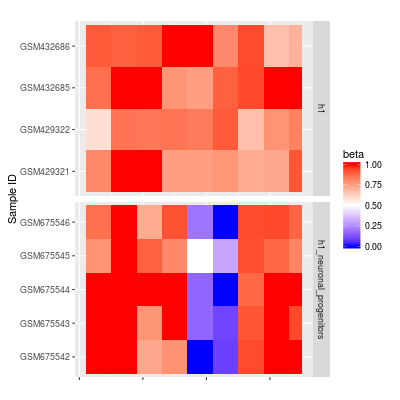 GSM432686
GSM432685
GSM429322
GSM429321
h1
GSM675546
GSM675545
GSM675544
GSM675543
GSM675542
h1_neuronal_progenitors
Sample ID
beta
1.00
0.75
0.50
0.25
0.00